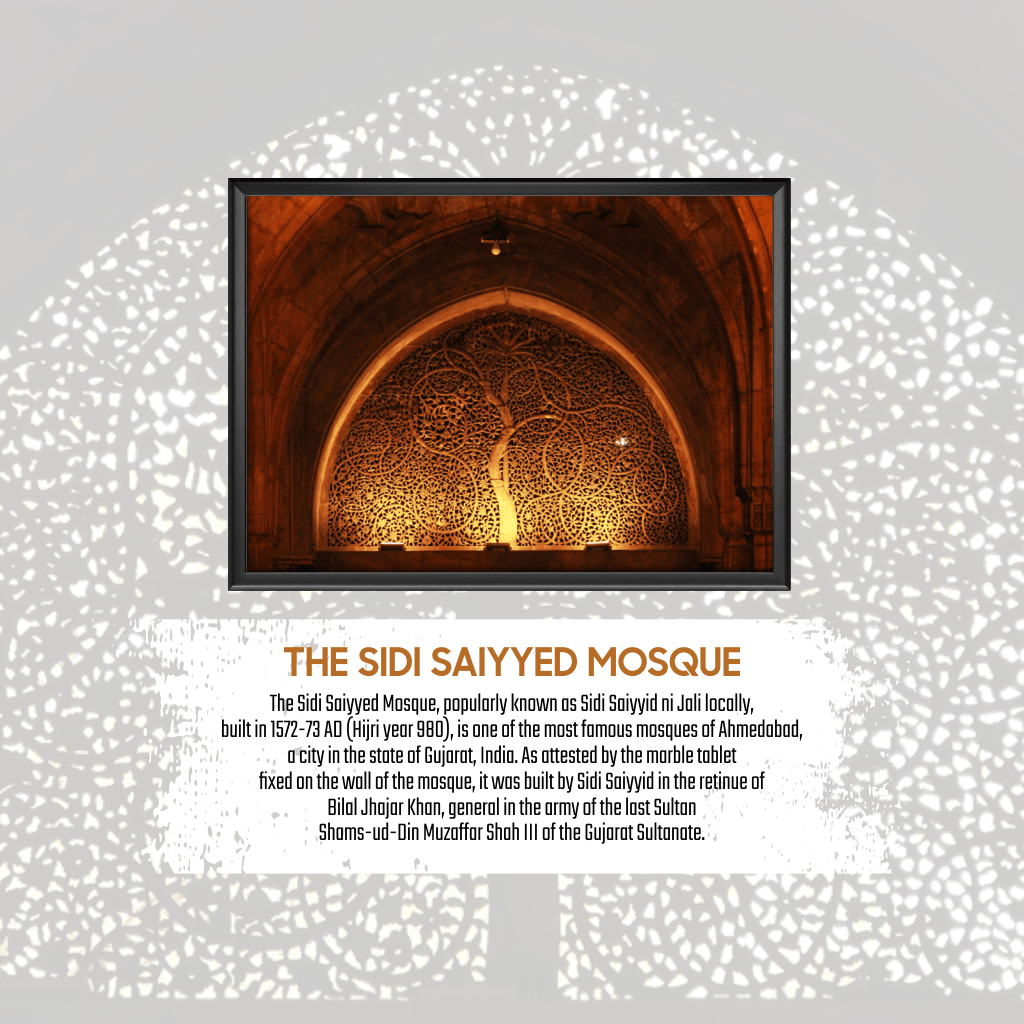 THE SIDI SAIYYED MOSQUE
The Sidi Saiyyed Mosque, popularly known as Sidi Saiyyid ni Jali locally,
built in 1572-73 AD (Hijri year 980), is one of the most famous mosques of Ahmedabad,
a city in the state of Gujarat, India. As attested by the marble tablet
fixed on the wall of the mosque, it was built by Sidi Saiyyid in the retinue of
Bilal Jhajar Khan, general in the army of the last Sultan
Shams-ud-Din Muzaffar Shah III of the Gujarat Sultanate.